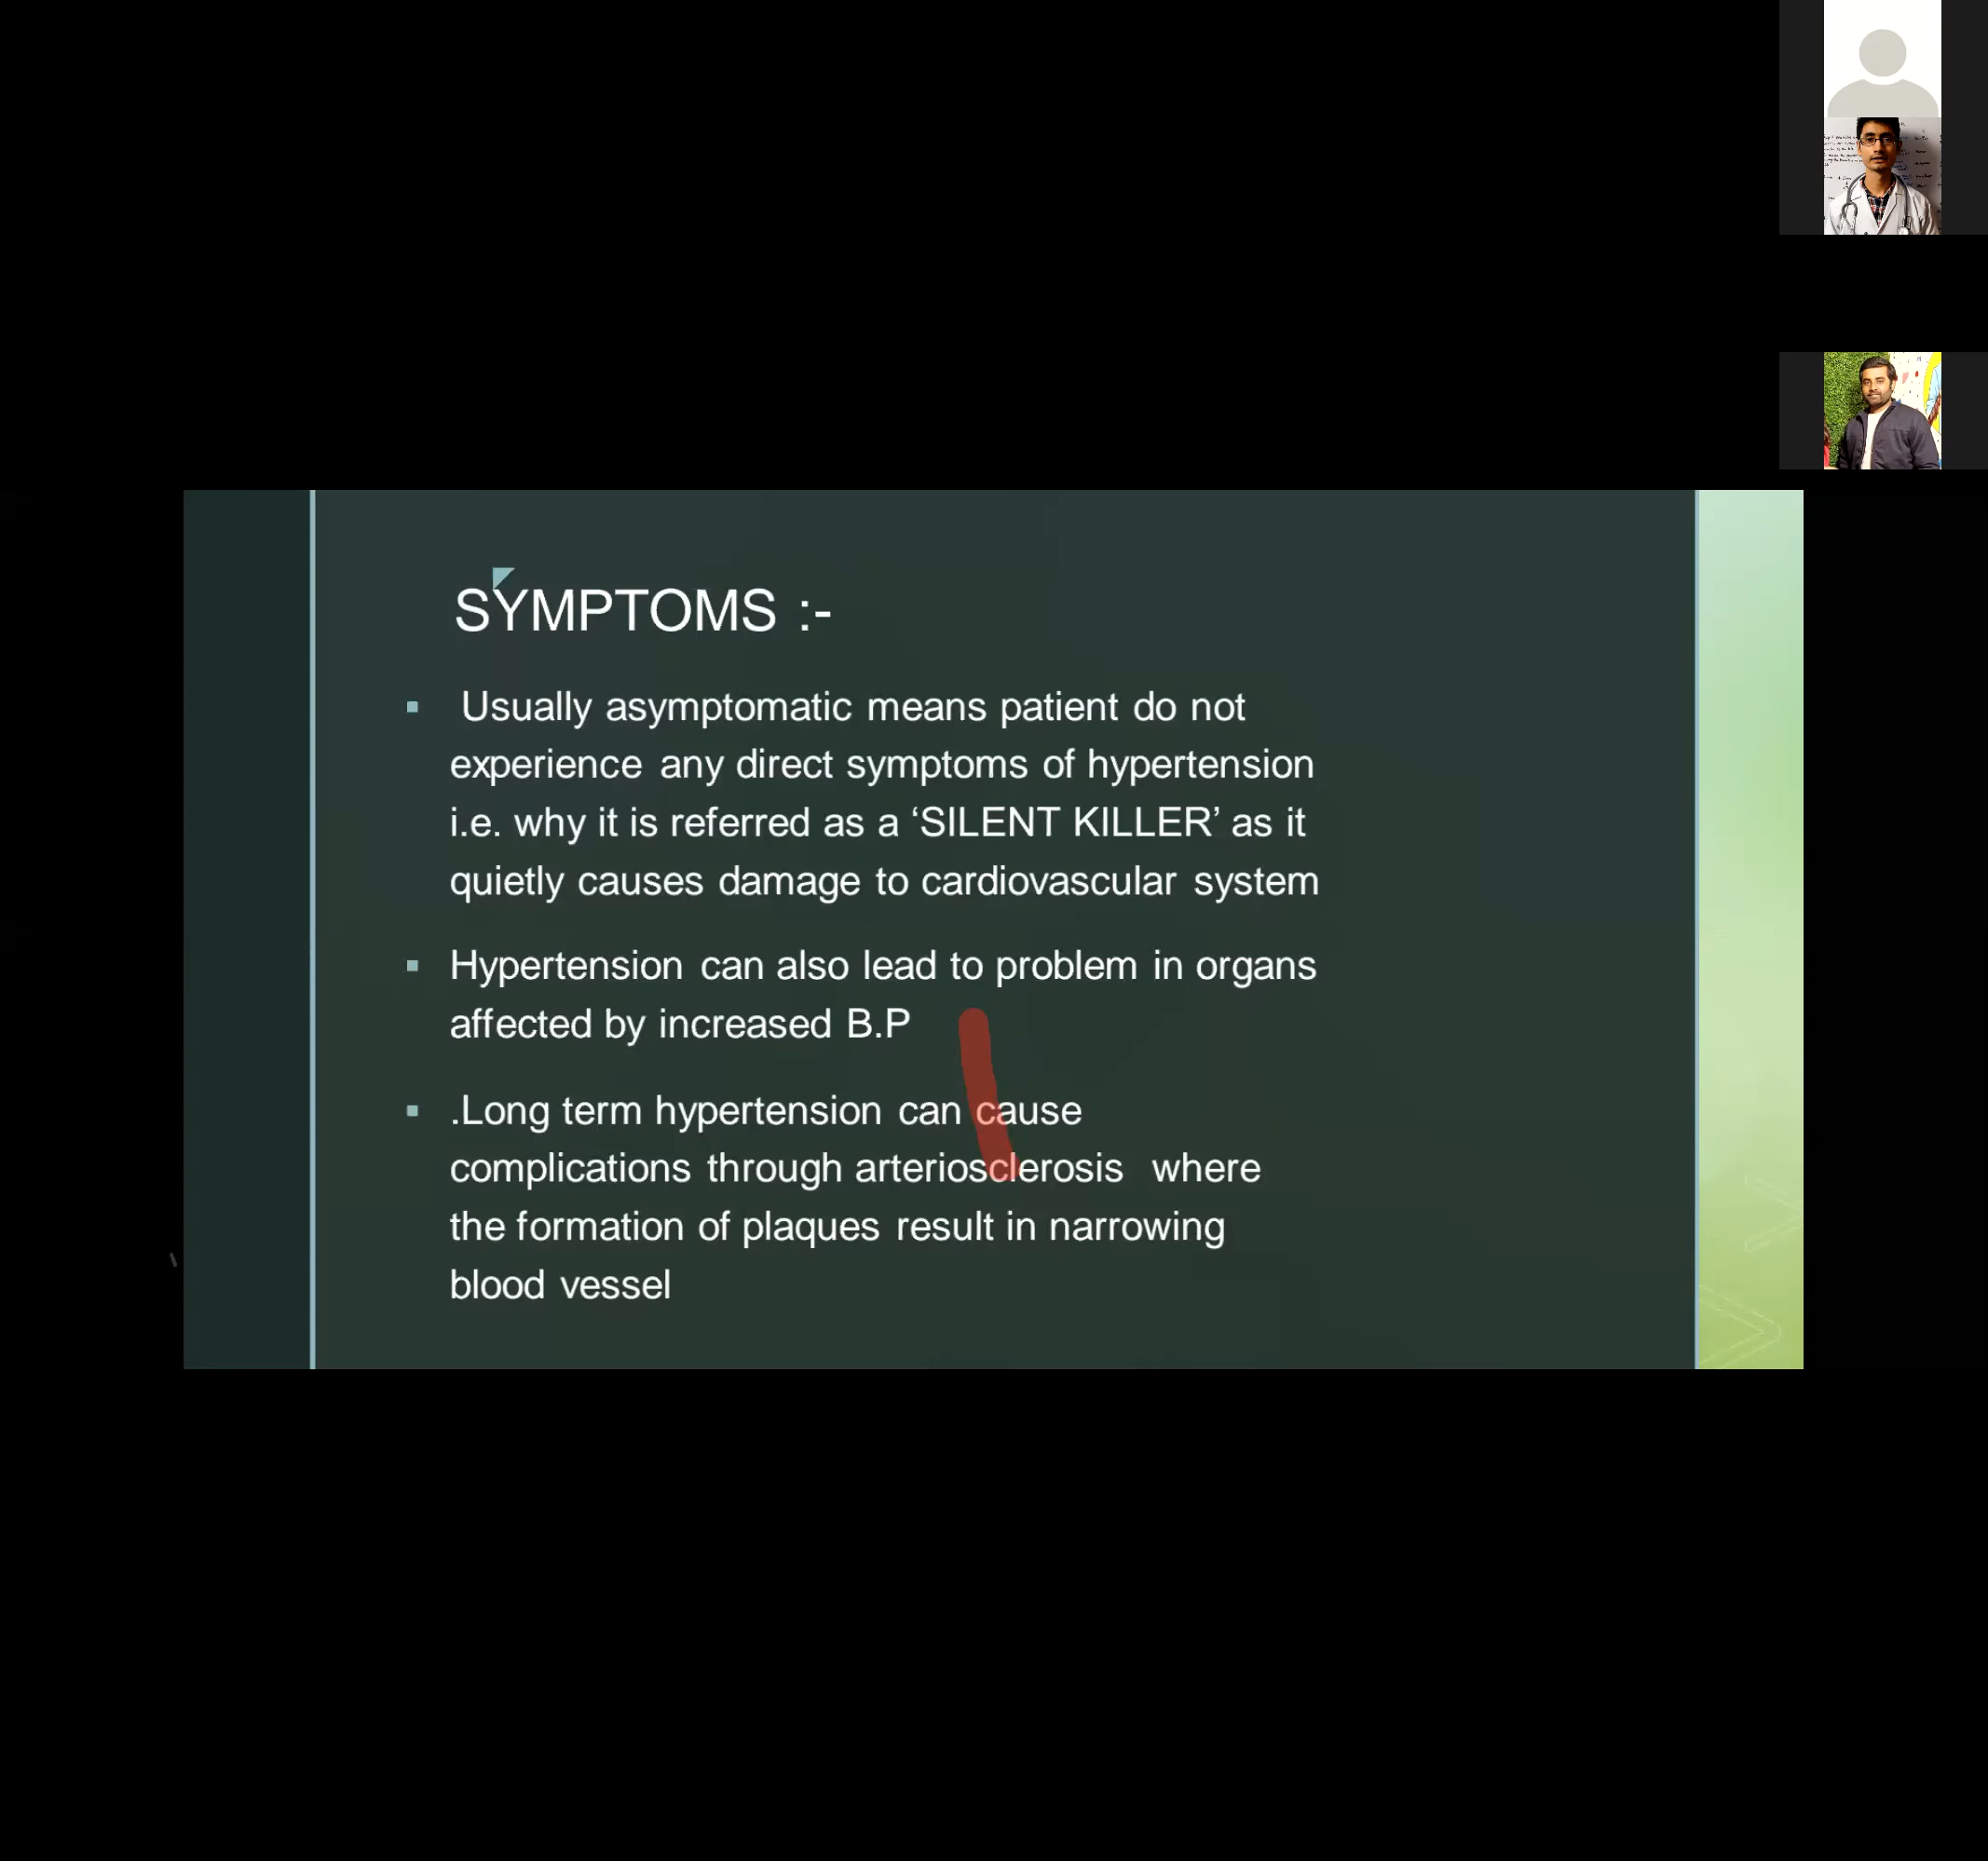 SYMPTOMS :-
Usually asymptomatic means patient do not
experience any direct symptoms of hypertension
i.e. why it is referred as a ‘SILENT KILLER’ as it
quietly causes damage to cardiovascular system
Hypertension can also lead to problem in organs
affected by increased B.P
.Long term hypertension can cause
complications through arteriosclerosis where
the formation of plaques result in narrowing
blood vessel